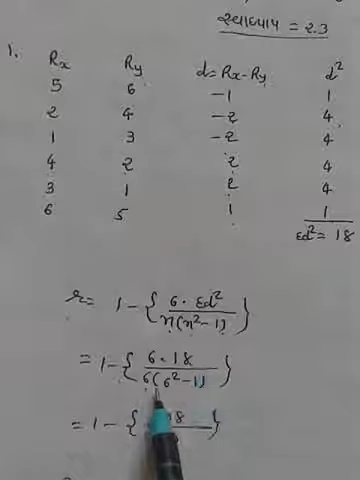 સ્વાધ્યાય = 2.3
1. Rx Ry d=Rx-Ry d²
5 6 -1 1
2 4 -2 4
1 3 -2 4
4 2 2 4
3 1 2 4
6 5 1 1
Σd²= 18
r= 1 - { 6 · Σd² / n(n²-1) }
= 1 - { 6 · 18 / 6(6²-1) }
= 1 - { 18 / }